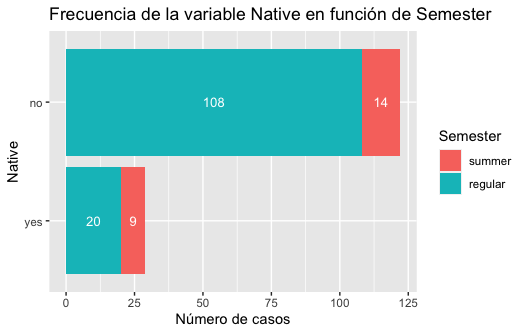 Frecuencia de la variable Native en función de Semester
Native
no
108
14
yes
20
9
0
25
50
75
100
125
Número de casos
Semester
summer
regular